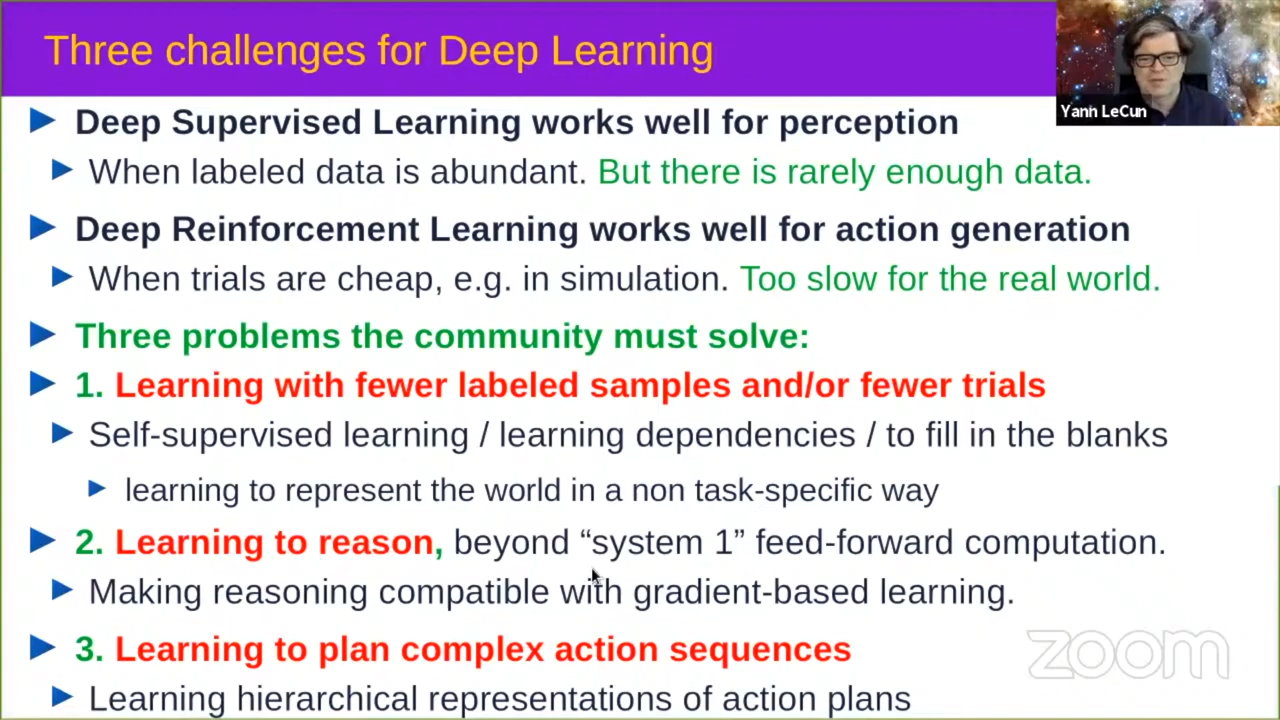 Three challenges for Deep Learning
Yann LeCun
Deep Supervised Learning works well for perception
When labeled data is abundant. But there is rarely enough data.
Deep Reinforcement Learning works well for action generation
When trials are cheap, e.g. in simulation. Too slow for the real world.
Three problems the community must solve:
1. Learning with fewer labeled samples and/or fewer trials
Self-supervised learning / learning dependencies / to fill in the blanks
learning to represent the world in a non task-specific way
2. Learning to reason, beyond “system 1” feed-forward computation.
Making reasoning compatible with gradient-based learning.
3. Learning to plan complex action sequences
zoom
Learning hierarchical representations of action plans